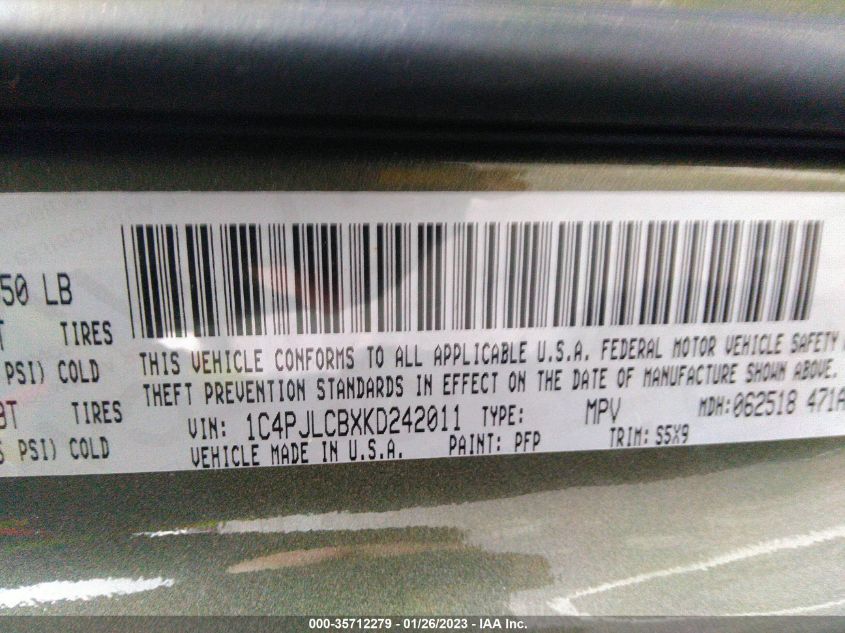 50 LB
TIRES
PSI) COLD
BT TIRES
PSI) COLD
THIS VEHICLE CONFORMS TO ALL APPLICABLE U.S.A. FEDERAL MOTOR VEHICLE SAFETY
THEFT PREVENTION STANDARDS IN EFFECT ON THE DATE OF MANUFACTURE SHOWN ABOVE.
VIN: 1C4PJLCBXKD242011 TYPE: MPV MDH:062518 471A
VEHICLE MADE IN U.S.A. PAINT: PFP TRIM: S5X9
000-35712279 - 01/26/2023 - IAA Inc.